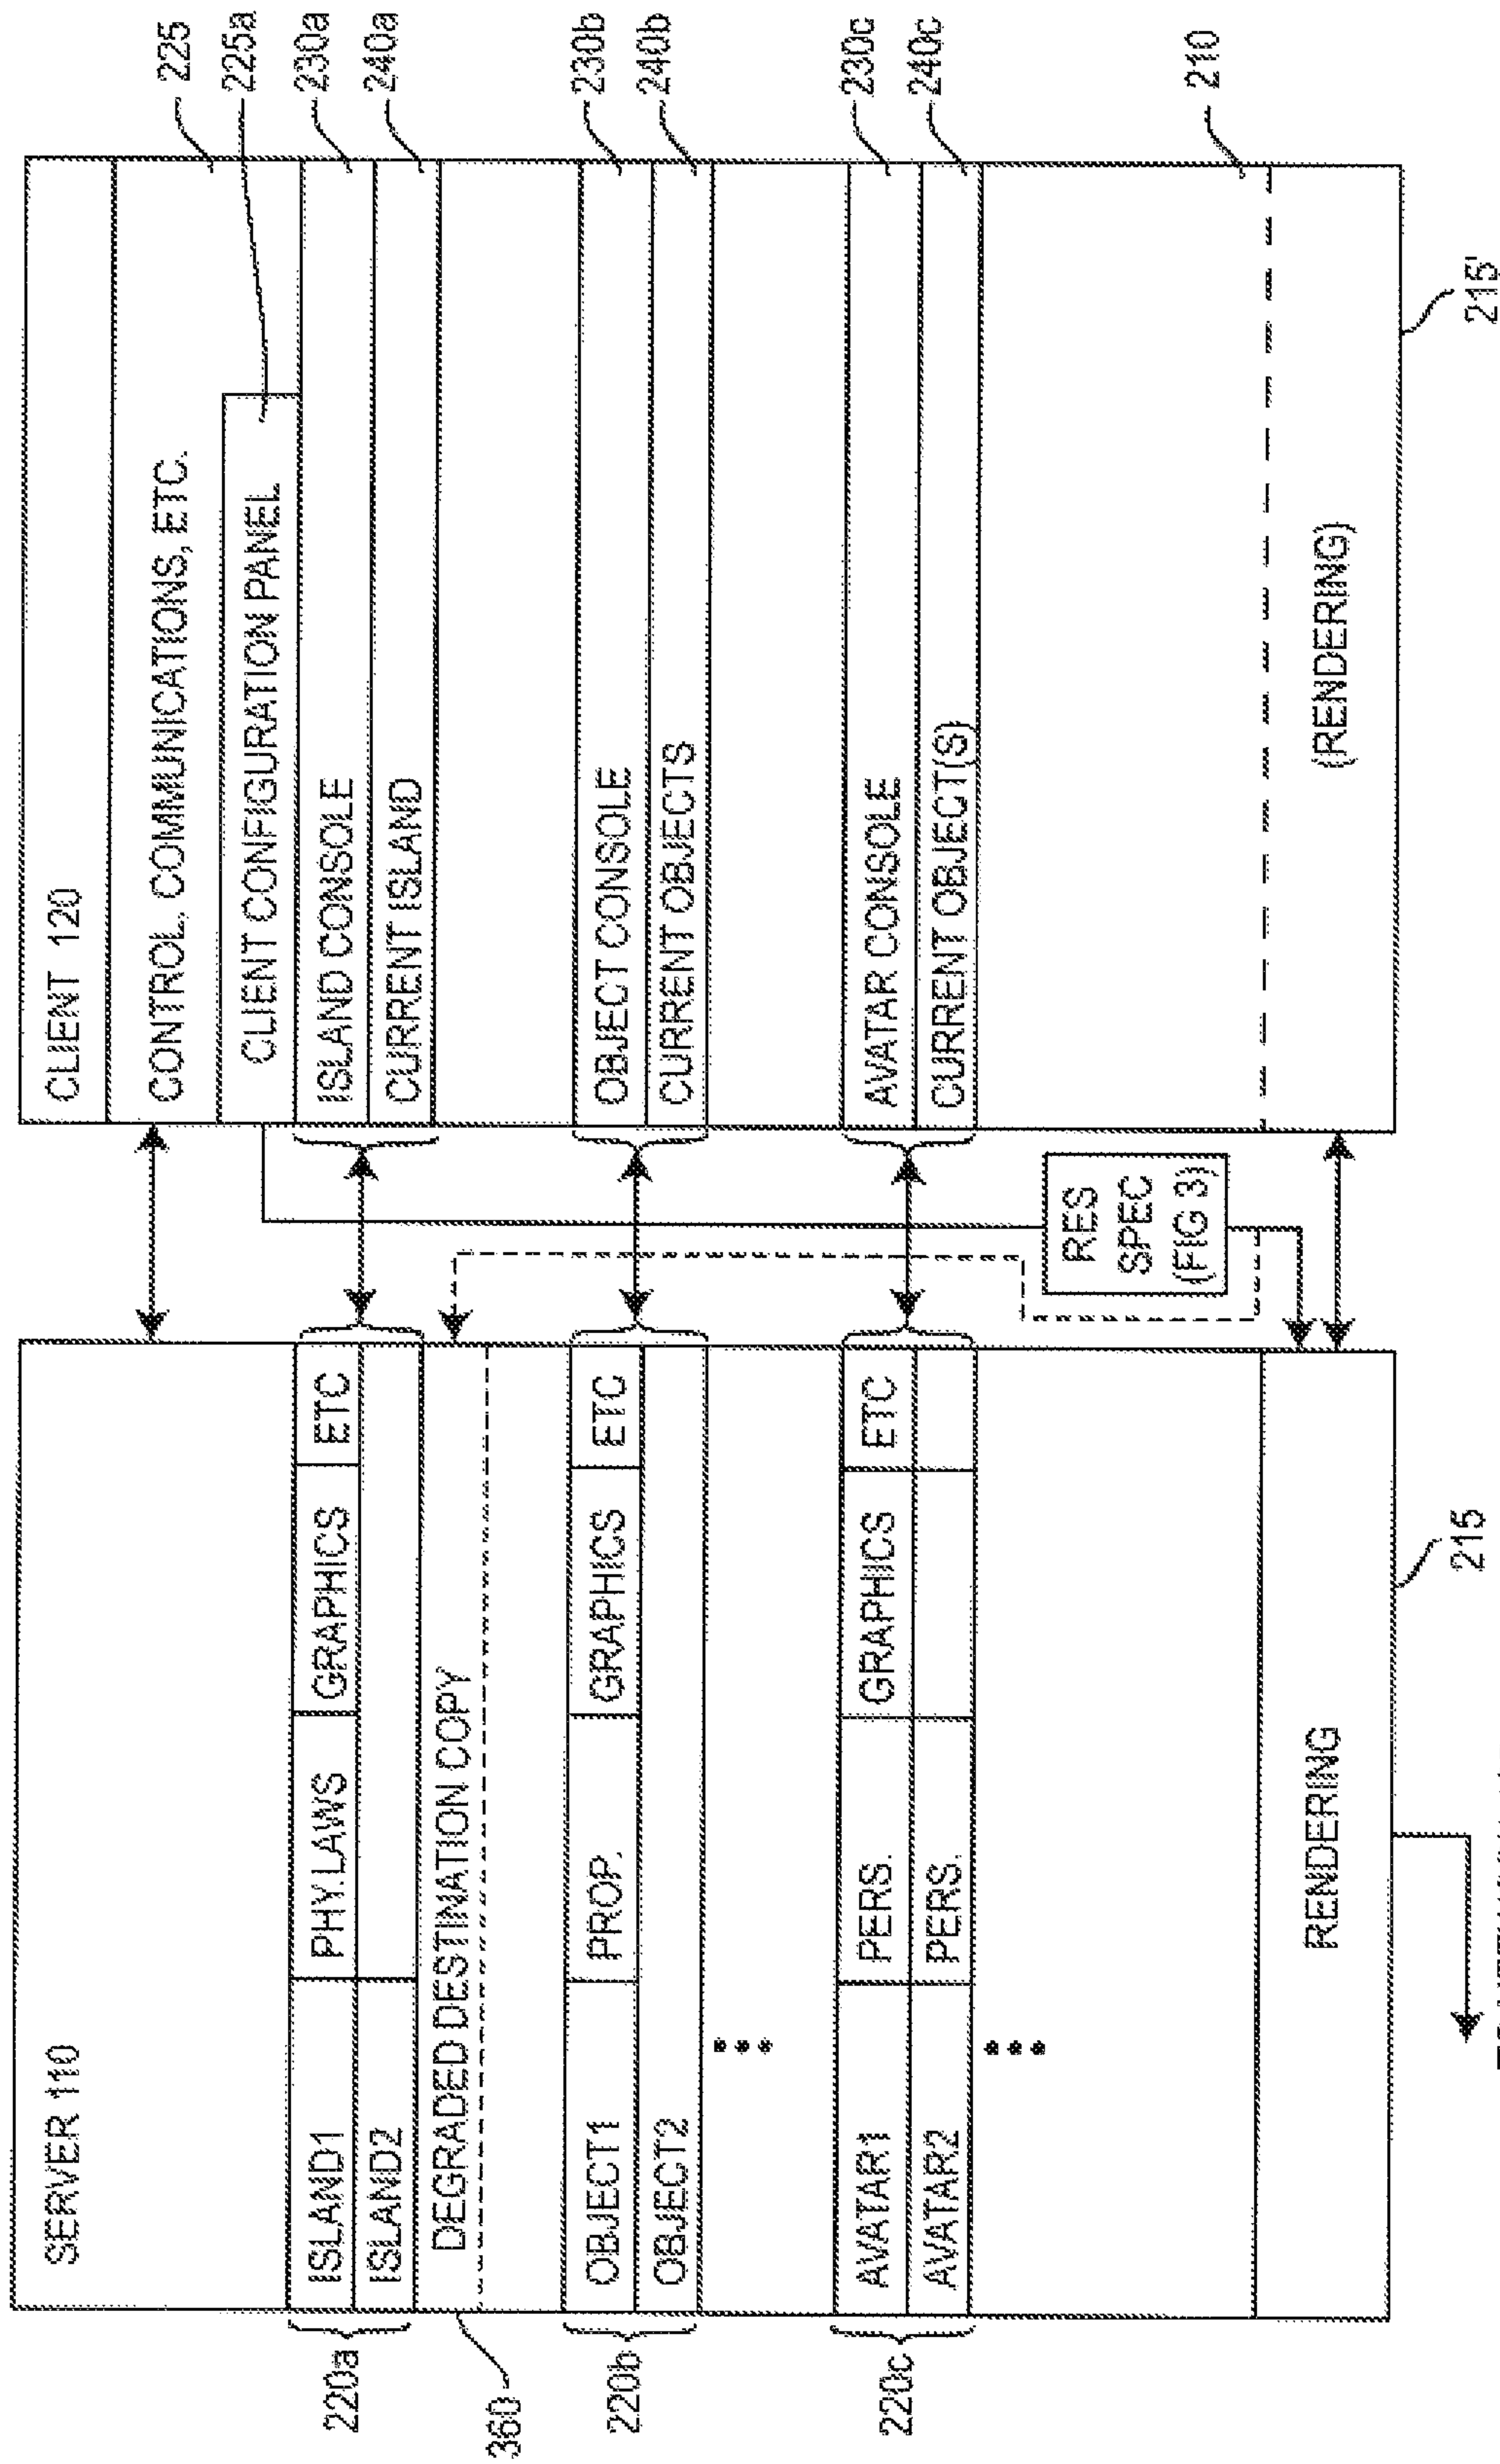 SERVER 110
220a
ISLAND1 PHY.LAWS GRAPHICS ETC
ISLAND2
360
DEGRADED DESTINATION COPY
220b
OBJECT1 PROP. GRAPHICS ETC
OBJECT2
220c
AVATAR1 PERS. GRAPHICS ETC
AVATAR2 PERS.
RENDERING
215
RES
SPEC
(FIG 3)
CLIENT 120
CONTROL, COMMUNICATIONS, ETC.
225
CLIENT CONFIGURATION PANEL
225a
ISLAND CONSOLE
230a
CURRENT ISLAND
240a
OBJECT CONSOLE
230b
CURRENT OBJECTS
240b
AVATAR CONSOLE
230c
CURRENT OBJECT(S)
240c
210
(RENDERING)
215'